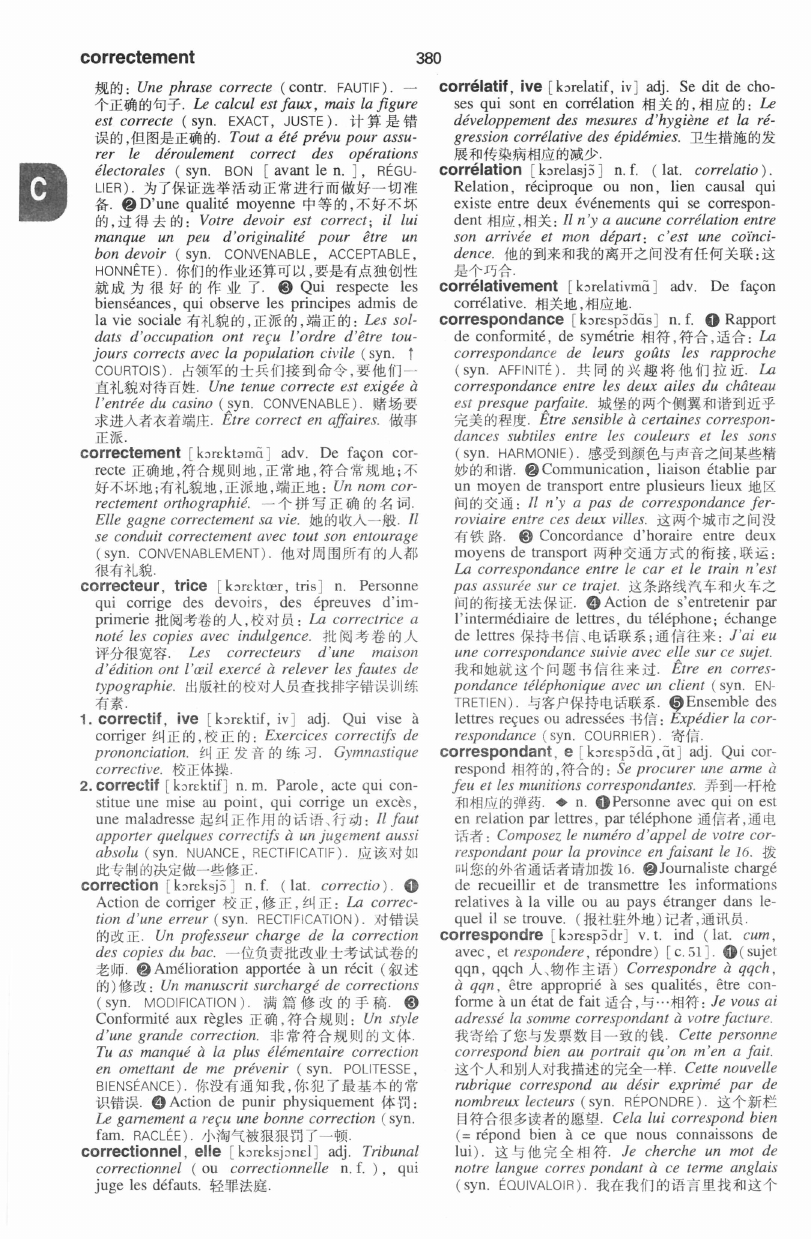 correctement
380
C
规的：Une phrase correcte (contr. FAUTIF). 一
个正确的句子. Le calcul est faux, mais la figure
est correcte (syn. EXACT, JUSTE). 计算是错
误的,但图是正确的. Tout a été prévu pour assu-
rer le déroulement correct des opérations
électorales (syn. BON [avant le n.], RÉGU-
LIER). 为了保证选举活动正常进行而做好一切准
备. ❷D'une qualité moyenne 中等的,不好不坏
的,过得去的：Votre devoir est correct; il lui
manque un peu d'originalité pour être un
bon devoir (syn. CONVENABLE, ACCEPTABLE,
HONNÊTE). 你们的作业还算可以,要是有点独创性
就成为很好的作业了. ❸ Qui respecte les
bienséances, qui observe les principes admis de
la vie sociale 有礼貌的,正派的,端正的：Les sol-
dats d'occupation ont reçu l'ordre d'être tou-
jours corrects avec la population civile (syn. ↑
COURTOIS). 占领军的士兵们接到命令,要他们一
直礼貌对待百姓. Une tenue correcte est exigée à
l'entrée du casino (syn. CONVENABLE). 赌场要
求进人者衣着端庄. Être correct en affaires. 做事
正派.
correctement [kɔrɛktəmɑ̃] adv. De façon cor-
recte 正确地,符合规则地,正常地,符合常规地;不
好不坏地;有礼貌地,正派地,端正地：Un nom cor-
rectement orthographié. 一个拼写正确的名词.
Elle gagne correctement sa vie. 她的收入一般. Il
se conduit correctement avec tout son entourage
(syn. CONVENABLEMENT). 他对周围所有的人都
很有礼貌.
correcteur, trice [kɔrɛktœr, tris] n. Personne
qui corrige des devoirs, des épreuves d'im-
primerie 批阅考卷的人,校对员：La correctrice a
noté les copies avec indulgence. 批阅考卷的人
评分很宽容. Les correcteurs d'une maison
d'édition ont l'œil exercé à relever les fautes de
typographie. 出版社的校对人员查找排字错误训练
有素.
1. correctif, ive [kɔrɛktif, iv] adj. Qui vise à
corriger 纠正的,校正的：Exercices correctifs de
prononciation. 纠正发音的练习. Gymnastique
corrective. 校正体操.
2. correctif [kɔrɛktif] n. m. Parole, acte qui con-
stitue une mise au point, qui corrige un excès,
une maladresse 起纠正作用的话语、行动：Il faut
apporter quelques correctifs à un jugement aussi
absolu (syn. NUANCE, RECTIFICATIF). 应该对如
此专制的决定做一些修正.
correction [kɔrɛksjɔ̃] n. f. (lat. correctio). ❶
Action de corriger 校正,修正,纠正：La correc-
tion d'une erreur (syn. RECTIFICATION). 对错误
的改正. Un professeur charge de la correction
des copies du bac. 一位负责批改业士考试试卷的
老师. ❷Amélioration apportée à un récit (叙述
的)修改：Un manuscrit surchargé de corrections
(syn. MODIFICATION). 满篇修改的手稿. ❸
Conformité aux règles 正确,符合规则：Un style
d'une grande correction. 非常符合规则的文体.
Tu as manqué à la plus élémentaire correction
en omettant de me prévenir (syn. POLITESSE,
BIENSÉANCE). 你没有通知我,你犯了最基本的常
识错误. ❹Action de punir physiquement 体罚：
Le garnement a reçu une bonne correction (syn.
fam. RACLÉE). 小淘气被狠狠罚了一顿.
correctionnel, elle [kɔrɛksjɔnɛl] adj. Tribunal
correctionnel (ou correctionnelle n. f.), qui
juge les défauts. 轻罪法庭.
corrélatif, ive [kɔrelatif, iv] adj. Se dit de cho-
ses qui sont en corrélation 相关的,相应的：Le
développement des mesures d'hygiène et la ré-
gression corrélative des épidémies. 卫生措施的发
展和传染病相应的减少.
corrélation [kɔrelasjɔ̃] n. f. (lat. correlatio).
Relation, réciproque ou non, lien causal qui
existe entre deux événements qui se correspon-
dent 相应,相关：Il n'y a aucune corrélation entre
son arrivée et mon départ: c'est une coïnci-
dence. 他的到来和我的离开之间没有任何关联:这
是个巧合.
corrélativement [kɔrelativmɑ̃] adv. De façon
corrélative. 相关地,相应地.
correspondance [kɔrɛspɔ̃dɑ̃s] n. f. ❶ Rapport
de conformité, de symétrie 相符,符合,适合：La
correspondance de leurs goûts les rapproche
(syn. AFFINITÉ). 共同的兴趣将他们拉近. La
correspondance entre les deux ailes du château
est presque parfaite. 城堡的两个侧翼和谐到近乎
完美的程度. Être sensible à certaines correspon-
dances subtiles entre les couleurs et les sons
(syn. HARMONIE). 感受到颜色与声音之间某些精
妙的和谐. ❷Communication, liaison établie par
un moyen de transport entre plusieurs lieux 地区
间的交通：Il n'y a pas de correspondance fer-
roviaire entre ces deux villes. 这两个城市之间没
有铁路. ❸ Concordance d'horaire entre deux
moyens de transport 两种交通方式的衔接,联运：
La correspondance entre le car et le train n'est
pas assurée sur ce trajet. 这条路线汽车和火车之
间的衔接无法保证. ❹Action de s'entretenir par
l'intermédiaire de lettres, du téléphone; échange
de lettres 保持书信、电话联系;通信往来：J'ai eu
une correspondance suivie avec elle sur ce sujet.
我和她就这个问题书信往来过. Être en corres-
pondance téléphonique avec un client (syn. EN-
TRETIEN). 与客户保持电话联系. ❺Ensemble des
lettres reçues ou adressées 书信：Expédier la cor-
respondance (syn. COURRIER). 寄信.
correspondant, e [kɔrɛspɔ̃dɑ̃, ɑ̃t] adj. Qui cor-
respond 相符的,符合的：Se procurer une arme à
feu et les munitions correspondantes. 弄到一杆枪
和相应的弹药. ◆ n. ❶Personne avec qui on est
en relation par lettres, par téléphone 通信者,通电
话者：Composez le numéro d'appel de votre cor-
respondant pour la province en faisant le 16. 拨
叫您的外省通话者请加拨 16. ❷Journaliste chargé
de recueillir et de transmettre les informations
relatives à la ville ou au pays étranger dans le-
quel il se trouve. (报社驻外地)记者,通讯员.
correspondre [kɔrɛspɔ̃dr] v. t. ind (lat. cum,
avec, et respondere, répondre) [c. 51]. ❶(sujet
qqn, qqch 人、物作主语) Correspondre à qqch,
à qqn, être approprié à ses qualités, être con-
forme à un état de fait 适合,与…相符：Je vous ai
adressé la somme correspondant à votre facture.
我寄给了您与发票数目一致的钱. Cette personne
correspond bien au portrait qu'on m'en a fait.
这个人和别人对我描述的完全一样. Cette nouvelle
rubrique correspond au désir exprimé par de
nombreux lecteurs (syn. RÉPONDRE). 这个新栏
目符合很多读者的愿望. Cela lui correspond bien
(= répond bien à ce que nous connaissons de
lui). 这与他完全相符. Je cherche un mot de
notre langue corres pondant à ce terme anglais
(syn. ÉQUIVALOIR). 我在我们的语言里找和这个